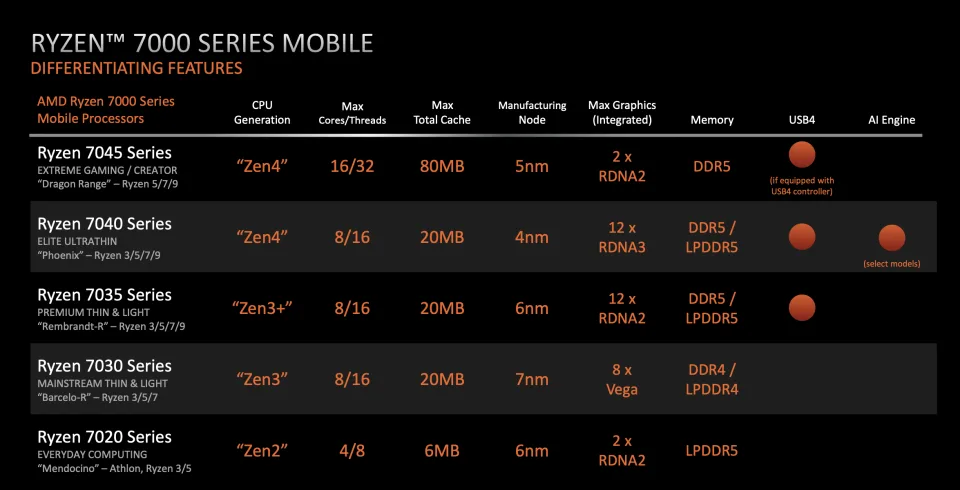 RYZEN™ 7000 SERIES MOBILE
DIFFERENTIATING FEATURES
AMD Ryzen 7000 Series
Mobile Processors
CPU
Generation
Max
Cores/Threads
Max
Total Cache
Manufacturing
Node
Max Graphics
(Integrated)
Memory
USB4
AI Engine
Ryzen 7045 Series
EXTREME GAMING / CREATOR
“Dragon Range” – Ryzen 5/7/9
“Zen4”
16/32
80MB
5nm
2 x
RDNA2
DDR5
(if equipped with
USB4 controller)
Ryzen 7040 Series
ELITE ULTRATHIN
“Phoenix” – Ryzen 3/5/7/9
“Zen4”
8/16
20MB
4nm
12 x
RDNA3
DDR5 /
LPDDR5
(select models)
Ryzen 7035 Series
PREMIUM THIN & LIGHT
“Rembrandt-R” – Ryzen 3/5/7/9
“Zen3+”
8/16
20MB
6nm
12 x
RDNA2
DDR5 /
LPDDR5
Ryzen 7030 Series
MAINSTREAM THIN & LIGHT
“Barcelo-R” – Ryzen 3/5/7
“Zen3”
8/16
20MB
7nm
8 x
Vega
DDR4 /
LPDDR4
Ryzen 7020 Series
EVERYDAY COMPUTING
“Mendocino” – Athlon, Ryzen 3/5
“Zen2”
4/8
6MB
6nm
2 x
RDNA2
LPDDR5